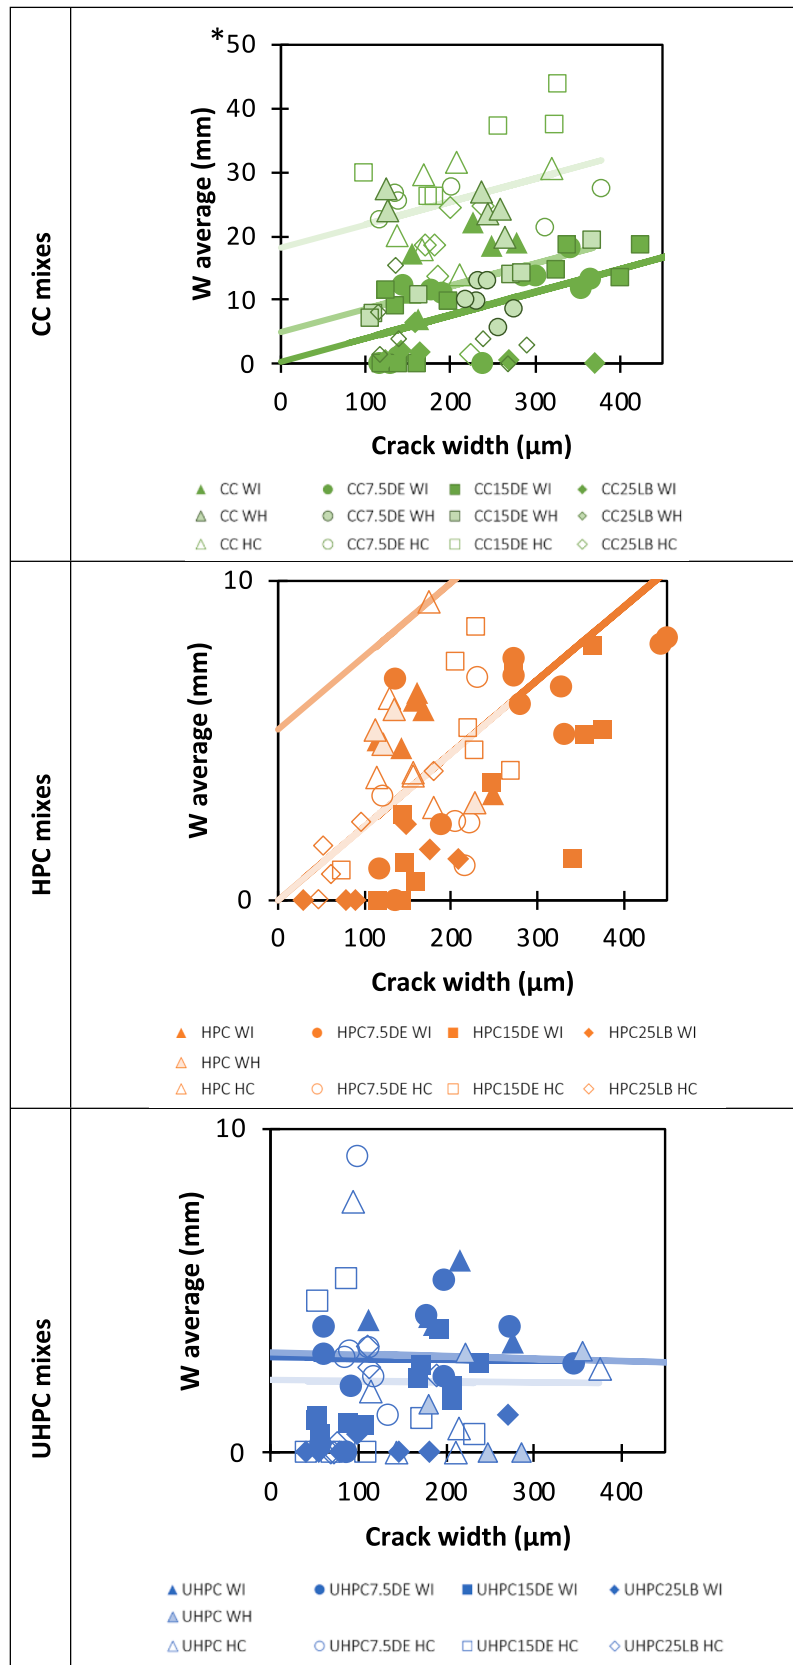 CC mixes
*50
40
30
20
10
0
W average (mm)
0 100 200 300 400
Crack width (µm)
CC WI CC7.5DE WI CC15DE WI CC25LB WI
CC WH CC7.5DE WH CC15DE WH CC25LB WH
CC HC CC7.5DE HC CC15DE HC CC25LB HC
HPC mixes
10
0
W average (mm)
0 100 200 300 400
Crack width (µm)
HPC WI HPC7.5DE WI HPC15DE WI HPC25LB WI
HPC WH
HPC HC HPC7.5DE HC HPC15DE HC HPC25LB HC
UHPC mixes
10
0
W average (mm)
0 100 200 300 400
Crack width (µm)
UHPC WI UHPC7.5DE WI UHPC15DE WI UHPC25LB WI
UHPC WH
UHPC HC UHPC7.5DE HC UHPC15DE HC UHPC25LB HC